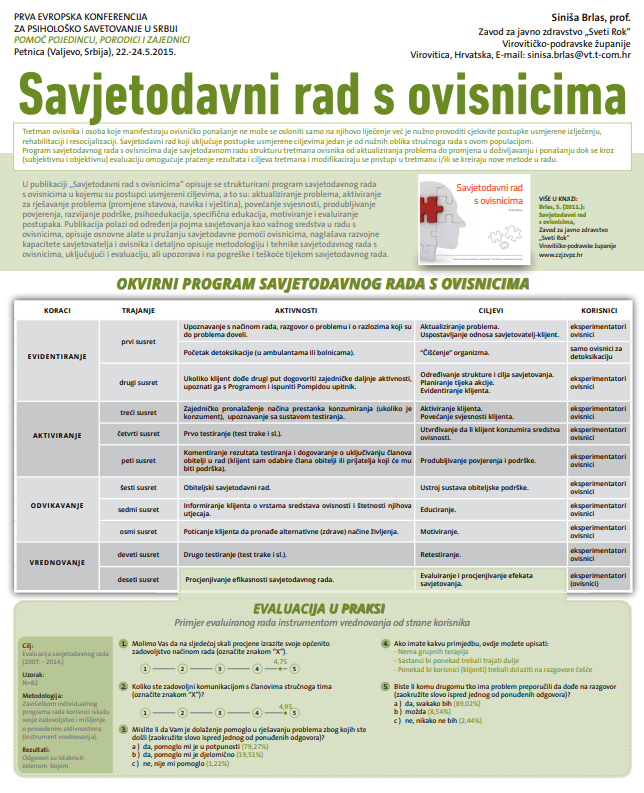 PRVA EVROPSKA KONFERENCIJA
ZA PSIHOLOŠKO SAVETOVANJE U SRBIJI
POMOĆ POJEDINCU, PORODICI I ZAJEDNICI
Petnica (Valjevo, Srbija), 22.-24.5.2015.
Siniša Brlas, prof.
Zavod za javno zdravstvo „Sveti Rok“
Virovitičko-podravske županije
Virovitica, Hrvatska, E-mail: sinisa.brlas@vt.t-com.hr
Savjetodavni rad s ovisnicima
Tretman ovisnika i osoba koje manifestiraju ovisničko ponašanje ne može se osloniti samo na njihovo liječenje već je nužno provoditi cjelovite postupke usmjerene izlječenju,
rehabilitaciji i resocijalizaciji. Savjetodavni rad koji uključuje postupke usmjerene ciljevima jedan je od nužnih oblika stručnoga rada s ovom populacijom.
Program savjetodavnoga rada s ovisnicima daje savjetodavnom radu strukturu tretmana ovisnika od aktualiziranja problema do promjena u doživljavanju i ponašanju dok se kroz
(subjektivnu i objektivnu) evaluaciju omogućuje praćenje rezultata i ciljeva tretmana i modificiraju se pristupi u tretmanu i/ili se kreiraju nove metode u radu.
U publikaciji „Savjetodavni rad s ovisnicima“ opisuje se strukturirani program savjetodavnoga rada
s ovisnicima u kojemu su postupci usmjereni ciljevima, a to su: aktualiziranje problema, aktiviranje
za rješavanje problema (promjene stavova, navika i vještina), povećanje svjesnosti, produbljivanje
povjerenja, razvijanje podrške, psihoedukacija, specifična edukacija, motiviranje i evaluiranje
postupaka. Publikacija polazi od određenja pojma savjetovanja kao važnog sredstva u radu s
ovisnicima, opisuje osnovne alate u pružanju savjetodavne pomoći ovisnicima, naglašava razvojne
kapacitete savjetovatelja i ovisnika i detaljno opisuje metodologiju i tehnike savjetodavnog rada s
ovisnicima, uključujući i evaluaciju, ali upozorava i na pogreške i teškoće tijekom savjetodavnog rada.
Savjetodavni rad
s ovisnicima
VIŠE U KNJIZI:
Brlas, S. (2011.):
Savjetodavni rad
s ovisnicima,
Zavod za javno zdravstvo
„Sveti Rok“
Virovitičko-podravske županije
www.zzjzvpz.hr
OKVIRNI PROGRAM SAVJETODAVNOG RADA S OVISNICIMA
KORACI TRAJANJE AKTIVNOSTI CILJEVI KORISNICI
EVIDENTIRANJE
prvi susret
Upoznavanje s načinom rada, razgovor o problemu i o razlozima koji su
do problema doveli.
Aktualiziranje problema.
Uspostavljanje odnosa savjetovatelj-klijent.
eksperimentatori
ovisnici
Početak detoksikacije (u ambulantama ili bolnicama).
“Čišćenje” organizma.
samo ovisnici za
detoksikaciju
drugi susret
Ukoliko klijent dođe drugi put dogovoriti zajedničke daljnje aktivnosti,
upoznati ga s Programom i ispuniti Pompidou upitnik.
Određivanje strukture i cilja savjetovanja.
Planiranje tijeka akcije.
Evidentiranje klijenta.
eksperimentatori
ovisnici
AKTIVIRANJE
treći susret
Zajedničko pronalaženje načina prestanka konzumiranja (ukoliko je
konzument), upoznavanje sa sustavom testiranja.
Aktiviranje klijenta.
Povećanje svjesnosti klijenta.
eksperimentatori
ovisnici
četvrti susret
Prvo testiranje (test trake i sl.).
Utvrđivanje da li klijent konzumira sredstva
ovisnosti.
eksperimentatori
ovisnici
peti susret
Komentiranje rezultata testiranja i dogovaranje o uključivanju članova
obitelji u rad (klijent sam odabire člana obitelji ili prijatelja koji će mu
biti podrška).
Produbljivanje povjerenja i podrške.
eksperimentatori
ovisnici
ODVIKAVANJE
šesti susret
Obiteljski savjetodavni rad.
Ustroj sustava obiteljske podrške.
eksperimentatori
ovisnici
sedmi susret
Informiranje klijenta o vrstama sredstava ovisnosti i štetnosti njihova
utjecaja.
Educiranje.
eksperimentatori
ovisnici
osmi susret
Poticanje klijenta da pronađe alternativne (zdrave) načine življenja.
Motiviranje.
eksperimentatori
ovisnici
VREDNOVANJE
deveti susret
Drugo testiranje (test trake i sl.).
Retestiranje.
eksperimentatori
ovisnici
deseti susret
Procjenjivanje efikasnosti savjetodavnog rada.
Evaluiranje i procjenjivanje efekata
savjetovanja.
eksperimentatori
(ovisnici)
EVALUACIJA U PRAKSI
Primjer evaluiranog rada instrumentom vrednovanja od strane korisnika
Cilj:
Evaluacija savjetodavnog rada
(2007. - 2014.)
Uzorak:
N=82
Metodologija:
Završetkom individualnog
programa rada korisnici iskažu
svoje zadovoljstvo i mišljenje
o provedenim aktivnostima
(instrument vrednovanja).
Rezultati:
Odgovori su istaknuti
zelenom bojom.
1 Molimo Vas da na sljedećoj skali procjene izrazite svoje općenito
zadovoljstvo načinom rada (označite znakom “X”).
4,75
1 2 3 4 5
2 Koliko ste zadovoljni komunikacijom s članovima stručnoga tima
(označite znakom “X”)?
4,95
1 2 3 4 5
3 Mislite li da Vam je dolaženje pomoglo u rješavanju problema zbog kojih ste
došli (zaokružite slovo ispred jednog od ponuđenih odgovora)?
a ) da, pomoglo mi je u potpunosti (79,27%)
b ) da, pomoglo mi je djelomično (19,51%)
c ) ne, nije mi pomoglo (1,22%)
4 Ako imate kakvu primjedbu, ovdje možete upisati:
- Nema grupnih terapija
- Sastanci bi ponekad trebali trajati dulje
- Ponekad bi korisnici (klijenti) trebali dolaziti na razgovore češće
5 Biste li komu drugomu tko ima problem preporučili da dođe na razgovor
(zaokružite slovo ispred jednog od ponuđenih odgovora)?
a ) da, svakako bih (89,02%)
b ) možda (8,54%)
c ) ne, nikako ne bih (2,44%)